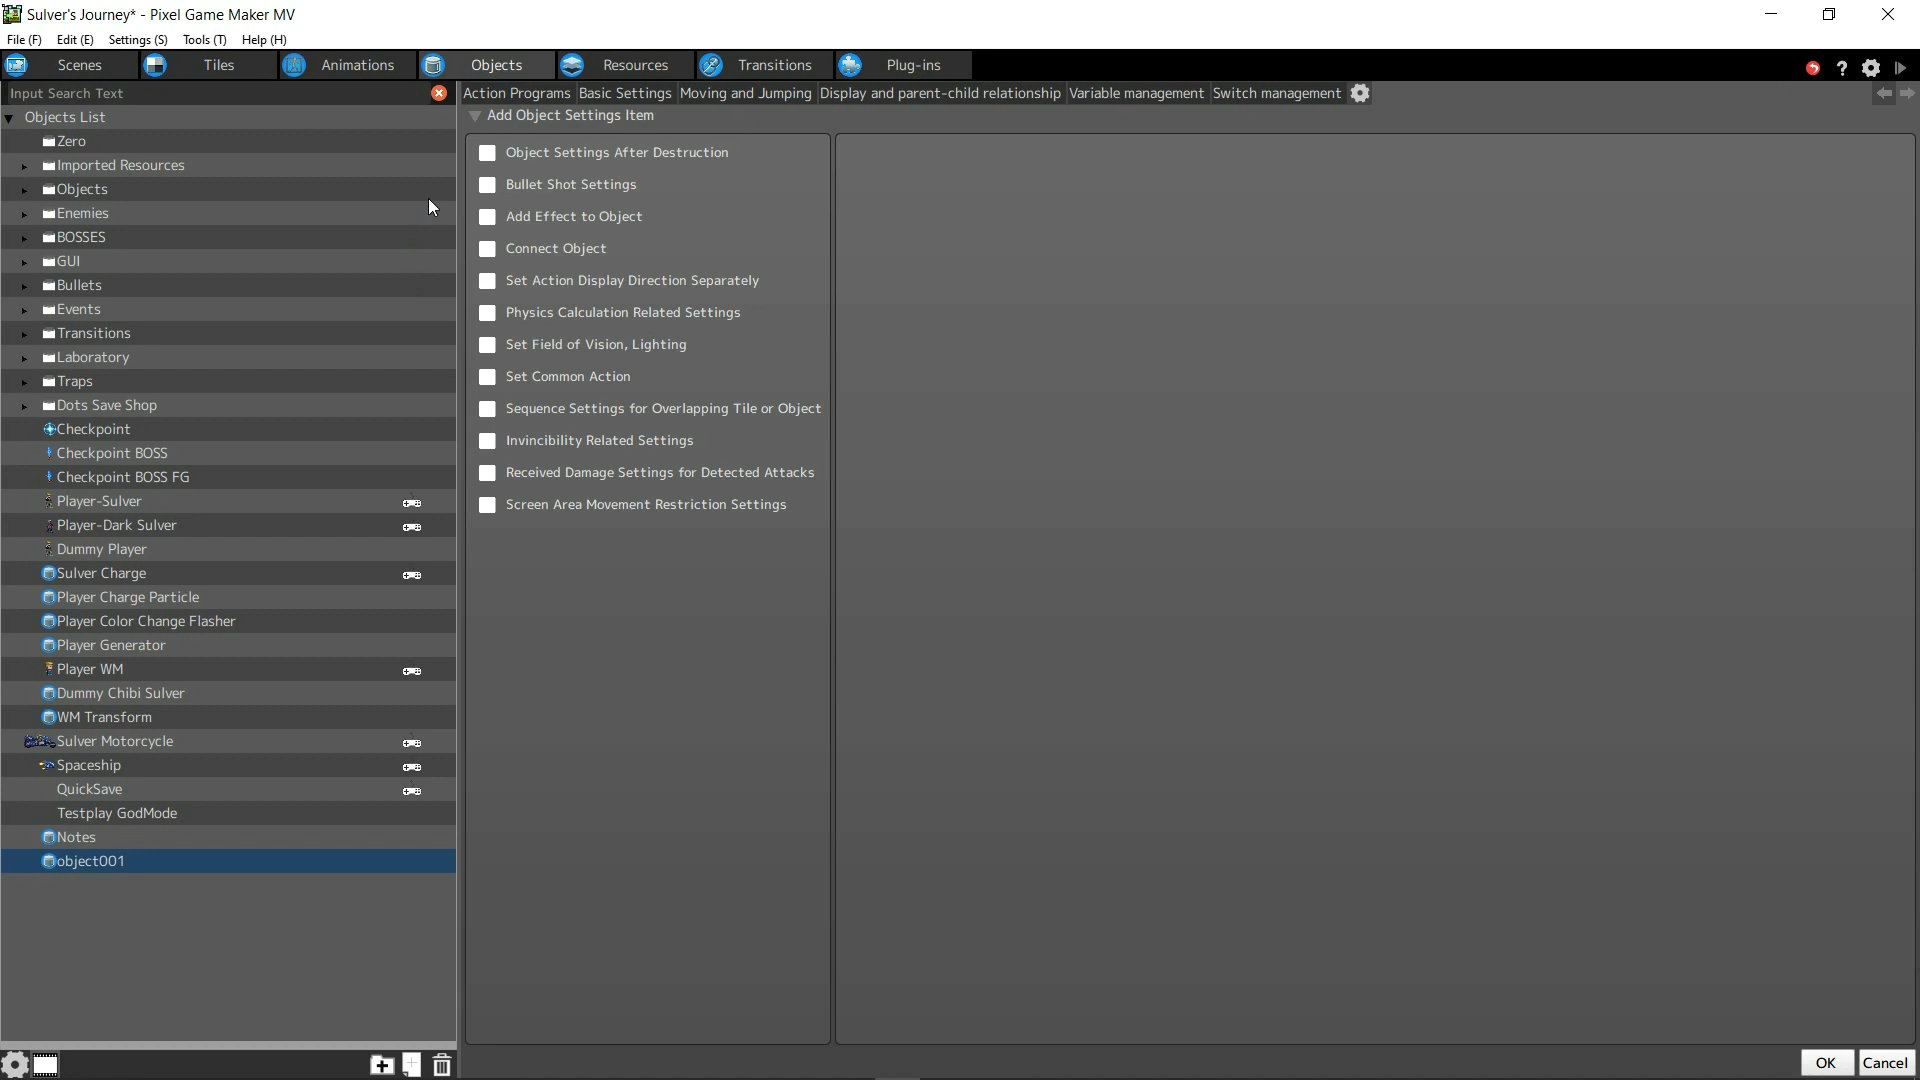 Sulver's Journey* - Pixel Game Maker MV
File (F) Edit (E) Settings (S) Tools (T) Help (H)
Scenes Tiles Animations Objects Resources Transitions Plug-ins
Input Search Text
Action Programs Basic Settings Moving and Jumping Display and parent-child relationship Variable management Switch management
Objects List
Zero
Imported Resources
Objects
Enemies
BOSSES
GUI
Bullets
Events
Transitions
Laboratory
Traps
Dots Save Shop
Checkpoint
Checkpoint BOSS
Checkpoint BOSS FG
Player-Sulver
Player-Dark Sulver
Dummy Player
Sulver Charge
Player Charge Particle
Player Color Change Flasher
Player Generator
Player WM
Dummy Chibi Sulver
WM Transform
Sulver Motorcycle
Spaceship
QuickSave
Testplay GodMode
Notes
object001
Add Object Settings Item
Object Settings After Destruction
Bullet Shot Settings
Add Effect to Object
Connect Object
Set Action Display Direction Separately
Physics Calculation Related Settings
Set Field of Vision, Lighting
Set Common Action
Sequence Settings for Overlapping Tile or Object
Invincibility Related Settings
Received Damage Settings for Detected Attacks
Screen Area Movement Restriction Settings
OK Cancel